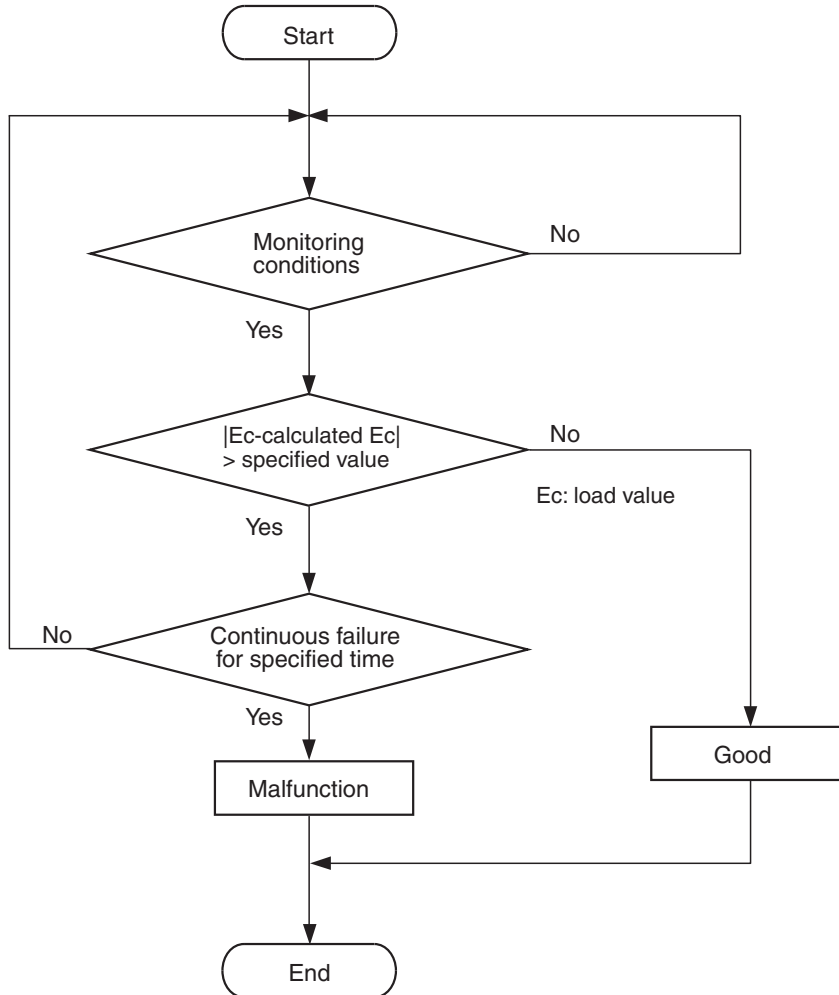 Start
Monitoring
conditions
No
Yes
|Ec-calculated Ec|
> specified value
No
Ec: load value
Yes
Continuous failure
for specified time
No
Yes
Malfunction
Good
End